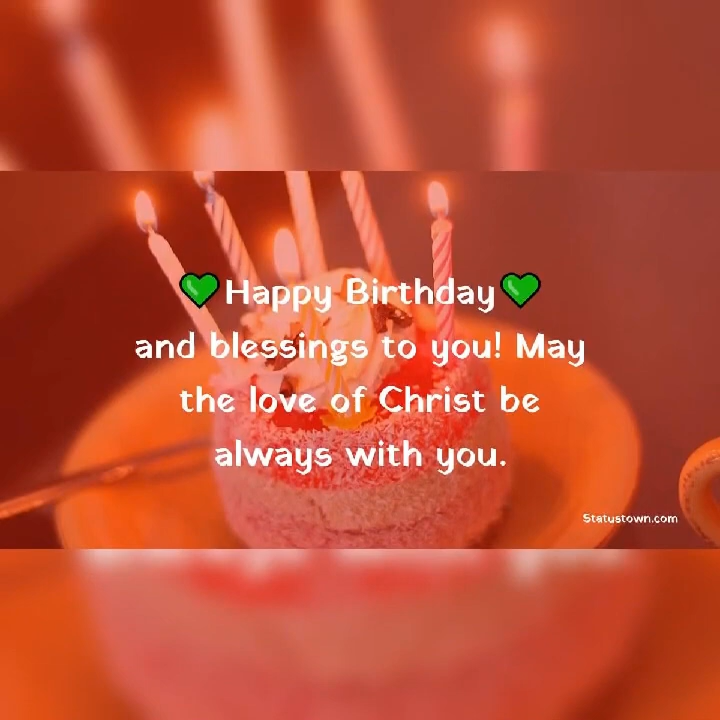 💚Happy Birthday💚
and blessings to you! May
the love of Christ be
always with you.
Statustown.com